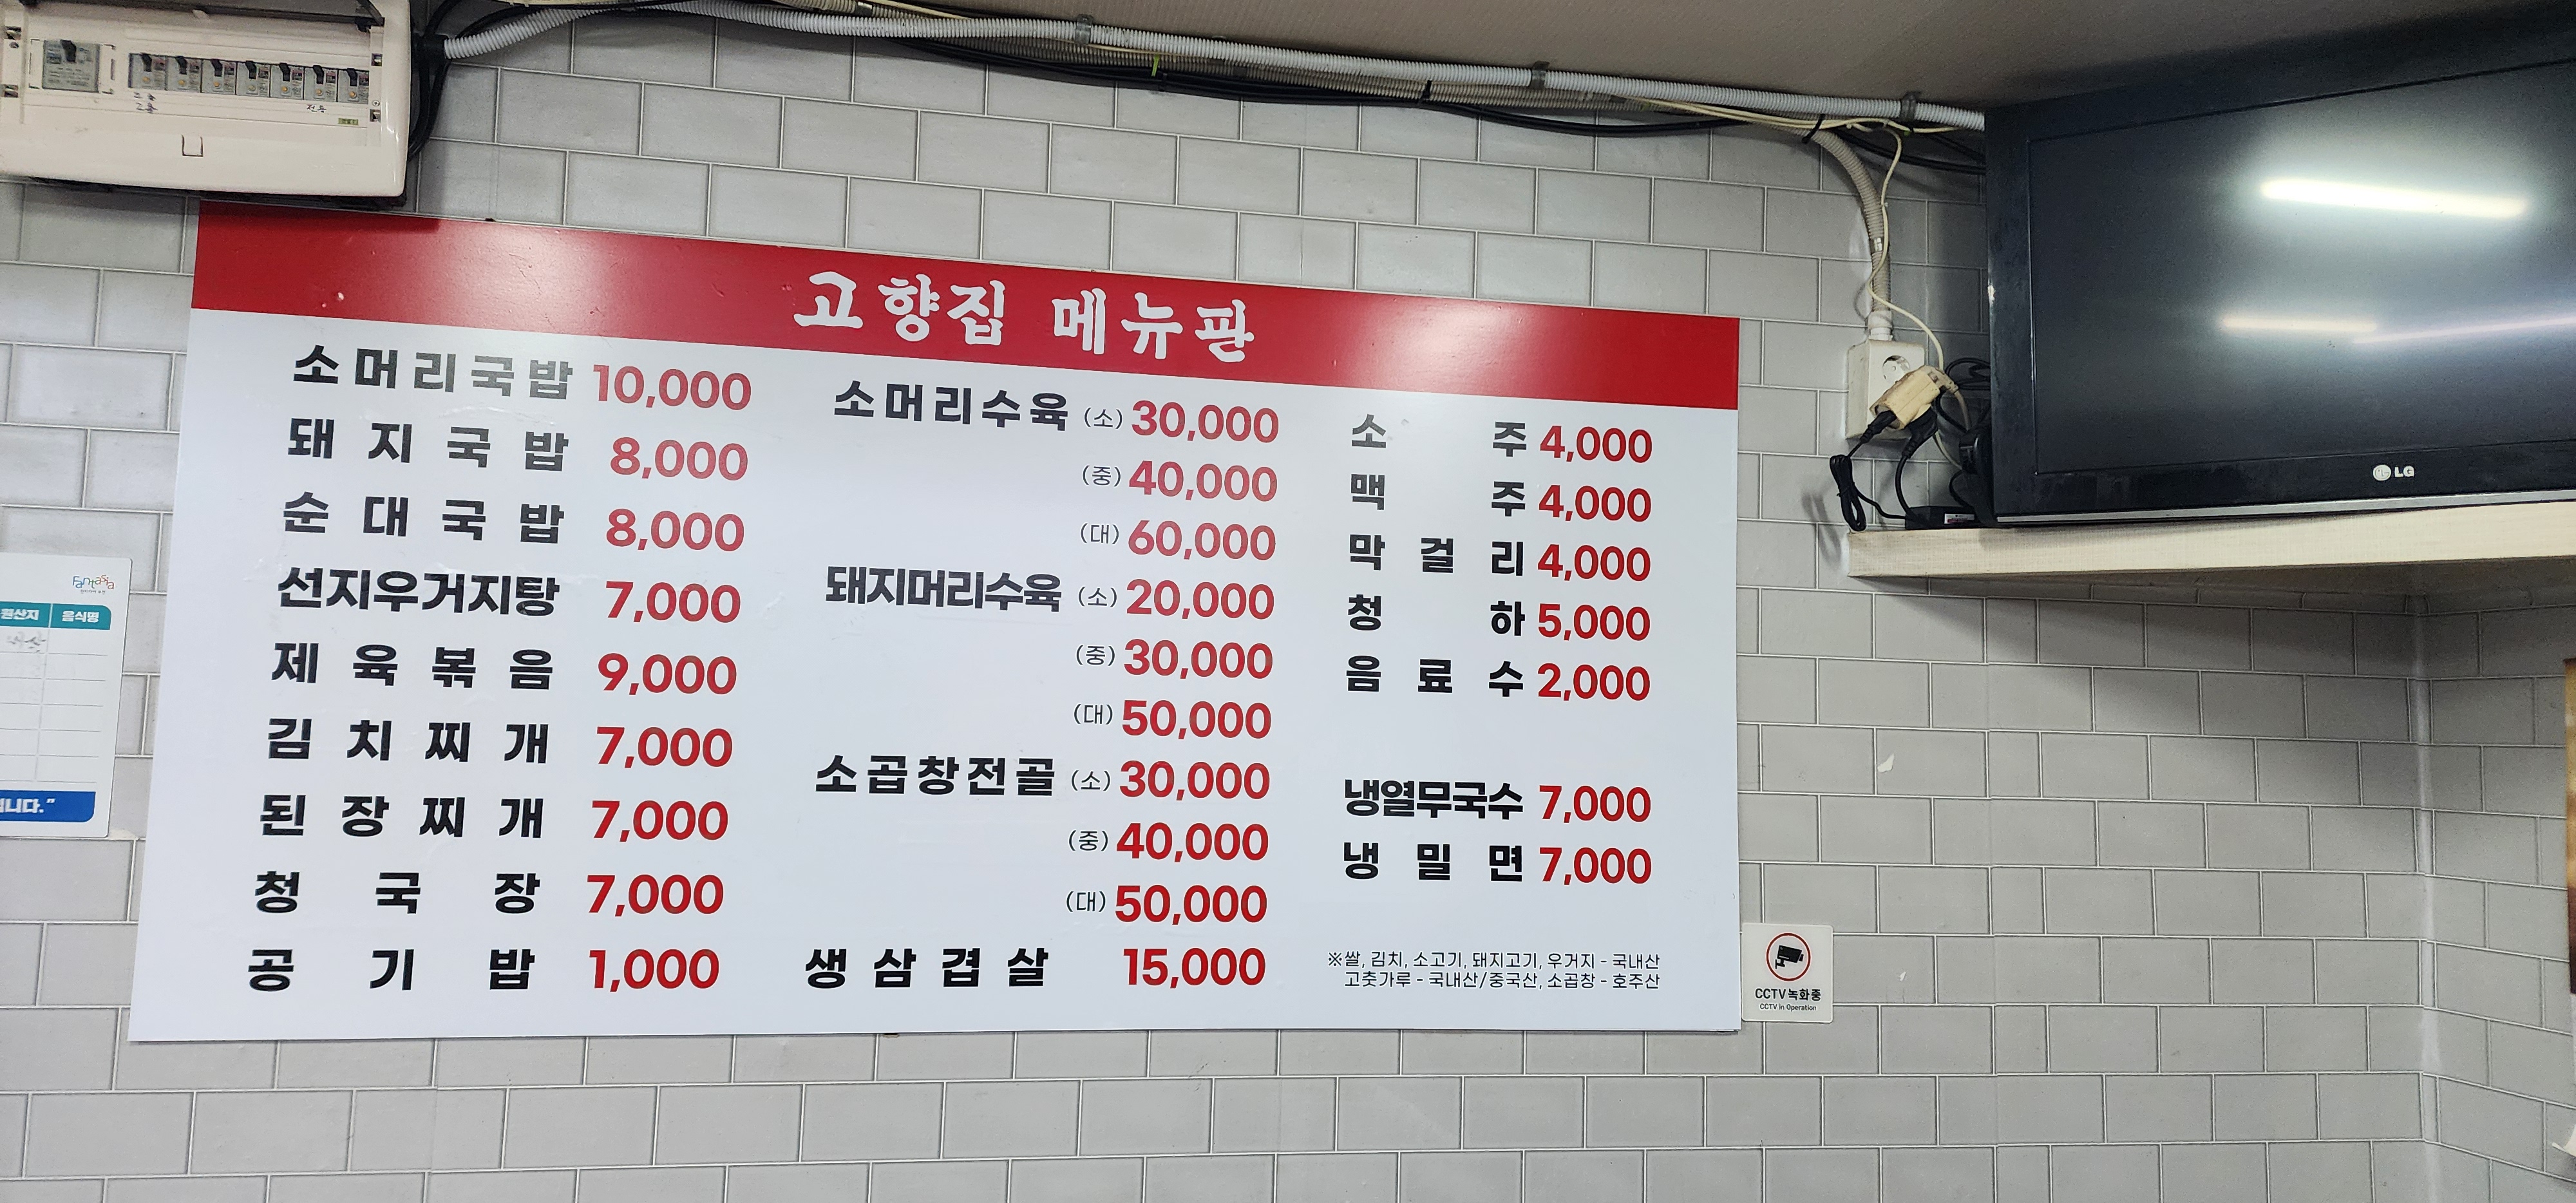 고향집 메뉴판
소머리국밥 10,000
돼지국밥 8,000
순대국밥 8,000
선지우거지탕 7,000
제육볶음 9,000
김치찌개 7,000
된장찌개 7,000
청국장 7,000
공기밥 1,000
소머리수육 (소) 30,000
(중) 40,000
(대) 60,000
돼지머리수육 (소) 20,000
(중) 30,000
(대) 50,000
소곱창전골 (소) 30,000
(중) 40,000
(대) 50,000
생삼겹살 15,000
소주 4,000
맥주 4,000
막걸리 4,000
청하 5,000
음료수 2,000
냉열무국수 7,000
냉밀면 7,000
※쌀, 김치, 소고기, 돼지고기, 우거지 - 국내산
고춧가루 - 국내산/중국산, 소곱창 - 호주산
Fantasia
원산지 음식명
니다."
LG
CCTV 녹화중
CCTV in Operation